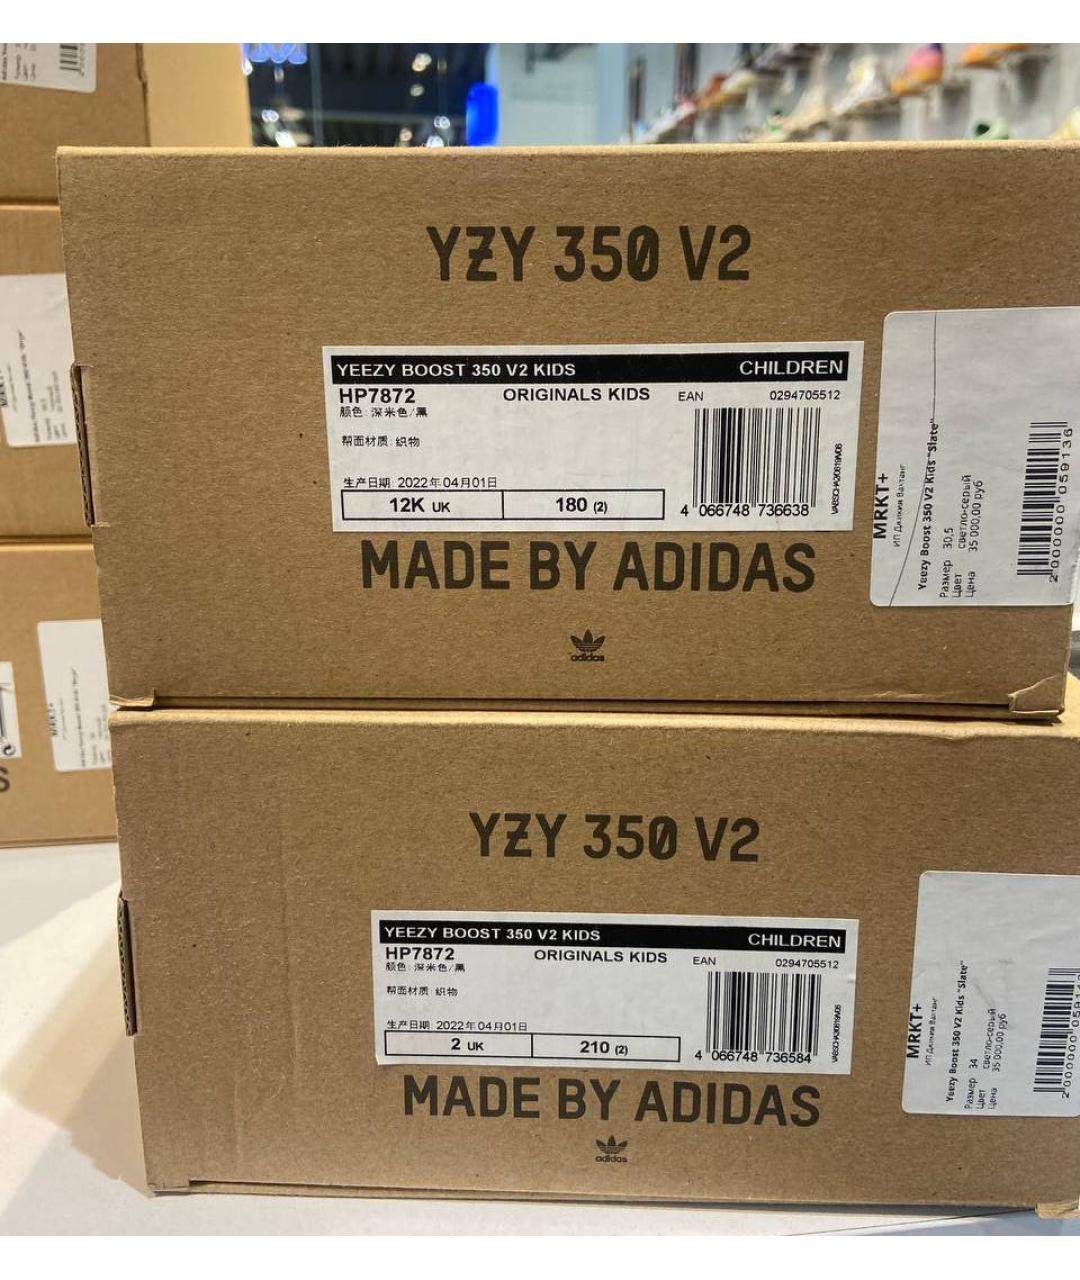 YZY 350 V2
YEEZY BOOST 350 V2 KIDS CHILDREN
HP7872 ORIGINALS KIDS EAN 0294705512
颜色: 深米色/黑
帮面材质: 织物
生产日期: 2022年04月01日
12K UK 180 (2)
4 066748 736638
MADE BY ADIDAS
adidas
MRKT+
Yeezy Boost 350 V2 Kids "Slate"
Размер 30,5
Цвет светло-серый
Цена 35 000,00 руб
2 000000 059136
YZY 350 V2
YEEZY BOOST 350 V2 KIDS CHILDREN
HP7872 ORIGINALS KIDS EAN 0294705512
颜色: 深米色/黑
帮面材质: 织物
生产日期: 2022年04月01日
2 UK 210 (2)
4 066748 736584
MADE BY ADIDAS
adidas
MRKT+
Yeezy Boost 350 V2 Kids "Slate"
Размер 34
Цвет светло-серый
Цена 35 000,00 руб
MRKT+